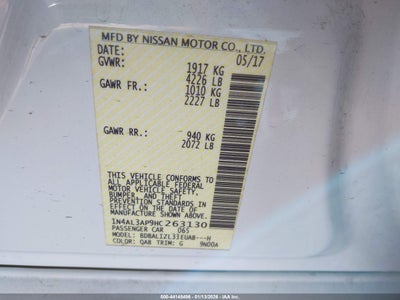 MFD BY NISSAN MOTOR CO., LTD.
DATE: 05/17
GVWR: 1917 KG
4226 LB
GAWR FR.: 1010 KG
2227 LB
GAWR RR.: 940 KG
2072 LB
THIS VEHICLE CONFORMS TO
ALL APPLICABLE FEDERAL
MOTOR VEHICLE SAFETY,
BUMPER, AND THEFT
PREVENTION STANDARDS IN
EFFECT ON THE DATE OF
MANUFACTURE SHOWN ABOVE.
1N4AL3AP9HC263130
PASSENGER CAR 065
MODEL: BDBALIZL33EUAB---H
COLOR: QAB TRIM: G 9N00A
500-44145496 (01/13/2026 - IAA)